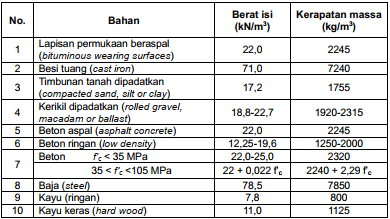 No. Bahan Berat isi (kN/m³) Kerapatan massa (kg/m³)
1 Lapisan permukaan beraspal (bituminous wearing surfaces) 22,0 2245
2 Besi tuang (cast iron) 71,0 7240
3 Timbunan tanah dipadatkan (compacted sand, silt or clay) 17,2 1755
4 Kerikil dipadatkan (rolled gravel, macadam or ballast) 18,8-22,7 1920-2315
5 Beton aspal (asphalt concrete) 22,0 2245
6 Beton ringan (low density) 12,25-19,6 1250-2000
7 Beton f'c < 35 MPa 22,0-25,0 2320
35 < f'c <105 MPa 22 + 0,022 f'c 2240 + 2,29 f'c
8 Baja (steel) 78,5 7850
9 Kayu (ringan) 7,8 800
10 Kayu keras (hard wood) 11,0 1125